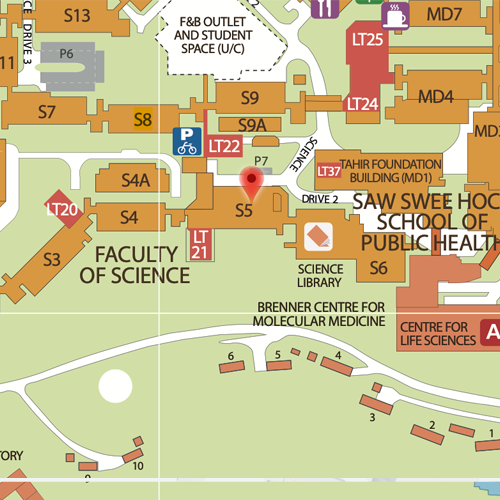 S13
F&B OUTLET
AND STUDENT
SPACE (U/C)
MD7
LT25
DRIVE 3
P6
11
S7
S8
S9
S9A
LT24
MD4
P
LT22
SCIENCE
P7
LT37
TAHIR FOUNDATION
BUILDING (MD1)
S4A
LT20
S4
S5
DRIVE 2
SAW SWEE HOC
SCHOOL OF
PUBLIC HEALTH
LT
21
S3
FACULTY
OF SCIENCE
SCIENCE
LIBRARY
S6
BRENNER CENTRE FOR
MOLECULAR MEDICINE
CENTRE FOR
LIFE SCIENCES
A
6
5
4
3
2
1
TORY
9
10